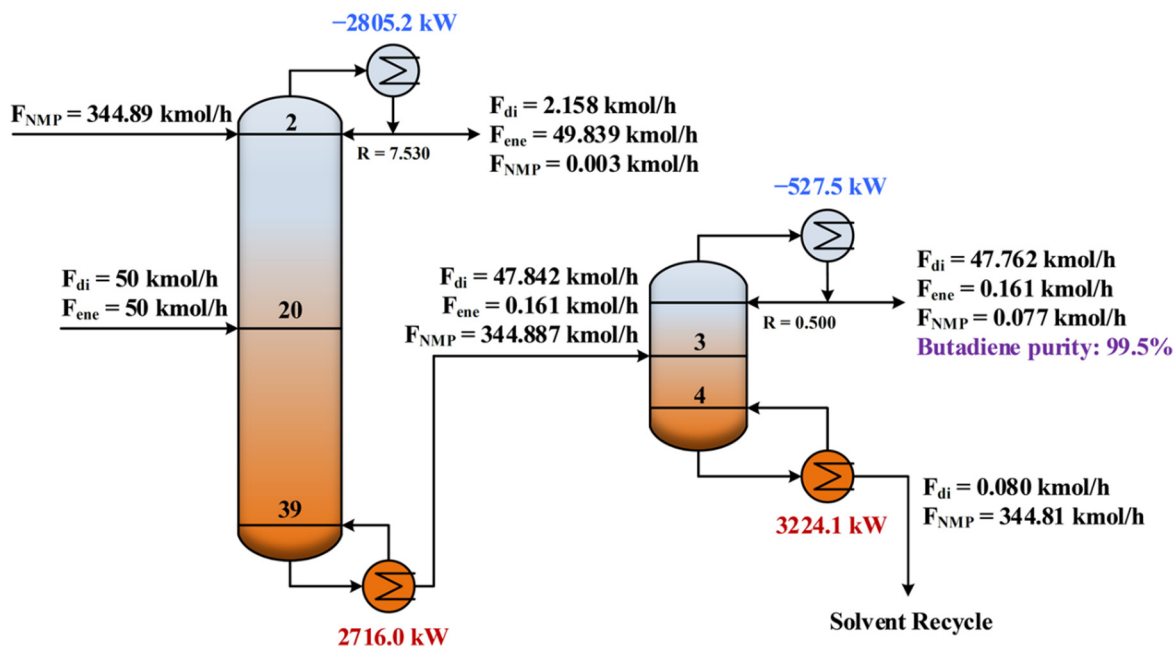 −2805.2 kW
F_NMP = 344.89 kmol/h
2
R = 7.530
F_di = 2.158 kmol/h
F_ene = 49.839 kmol/h
F_NMP = 0.003 kmol/h
F_di = 50 kmol/h
F_ene = 50 kmol/h
20
39
2716.0 kW
F_di = 47.842 kmol/h
F_ene = 0.161 kmol/h
F_NMP = 344.887 kmol/h
−527.5 kW
R = 0.500
3
4
F_di = 47.762 kmol/h
F_ene = 0.161 kmol/h
F_NMP = 0.077 kmol/h
Butadiene purity: 99.5%
3224.1 kW
F_di = 0.080 kmol/h
F_NMP = 344.81 kmol/h
Solvent Recycle